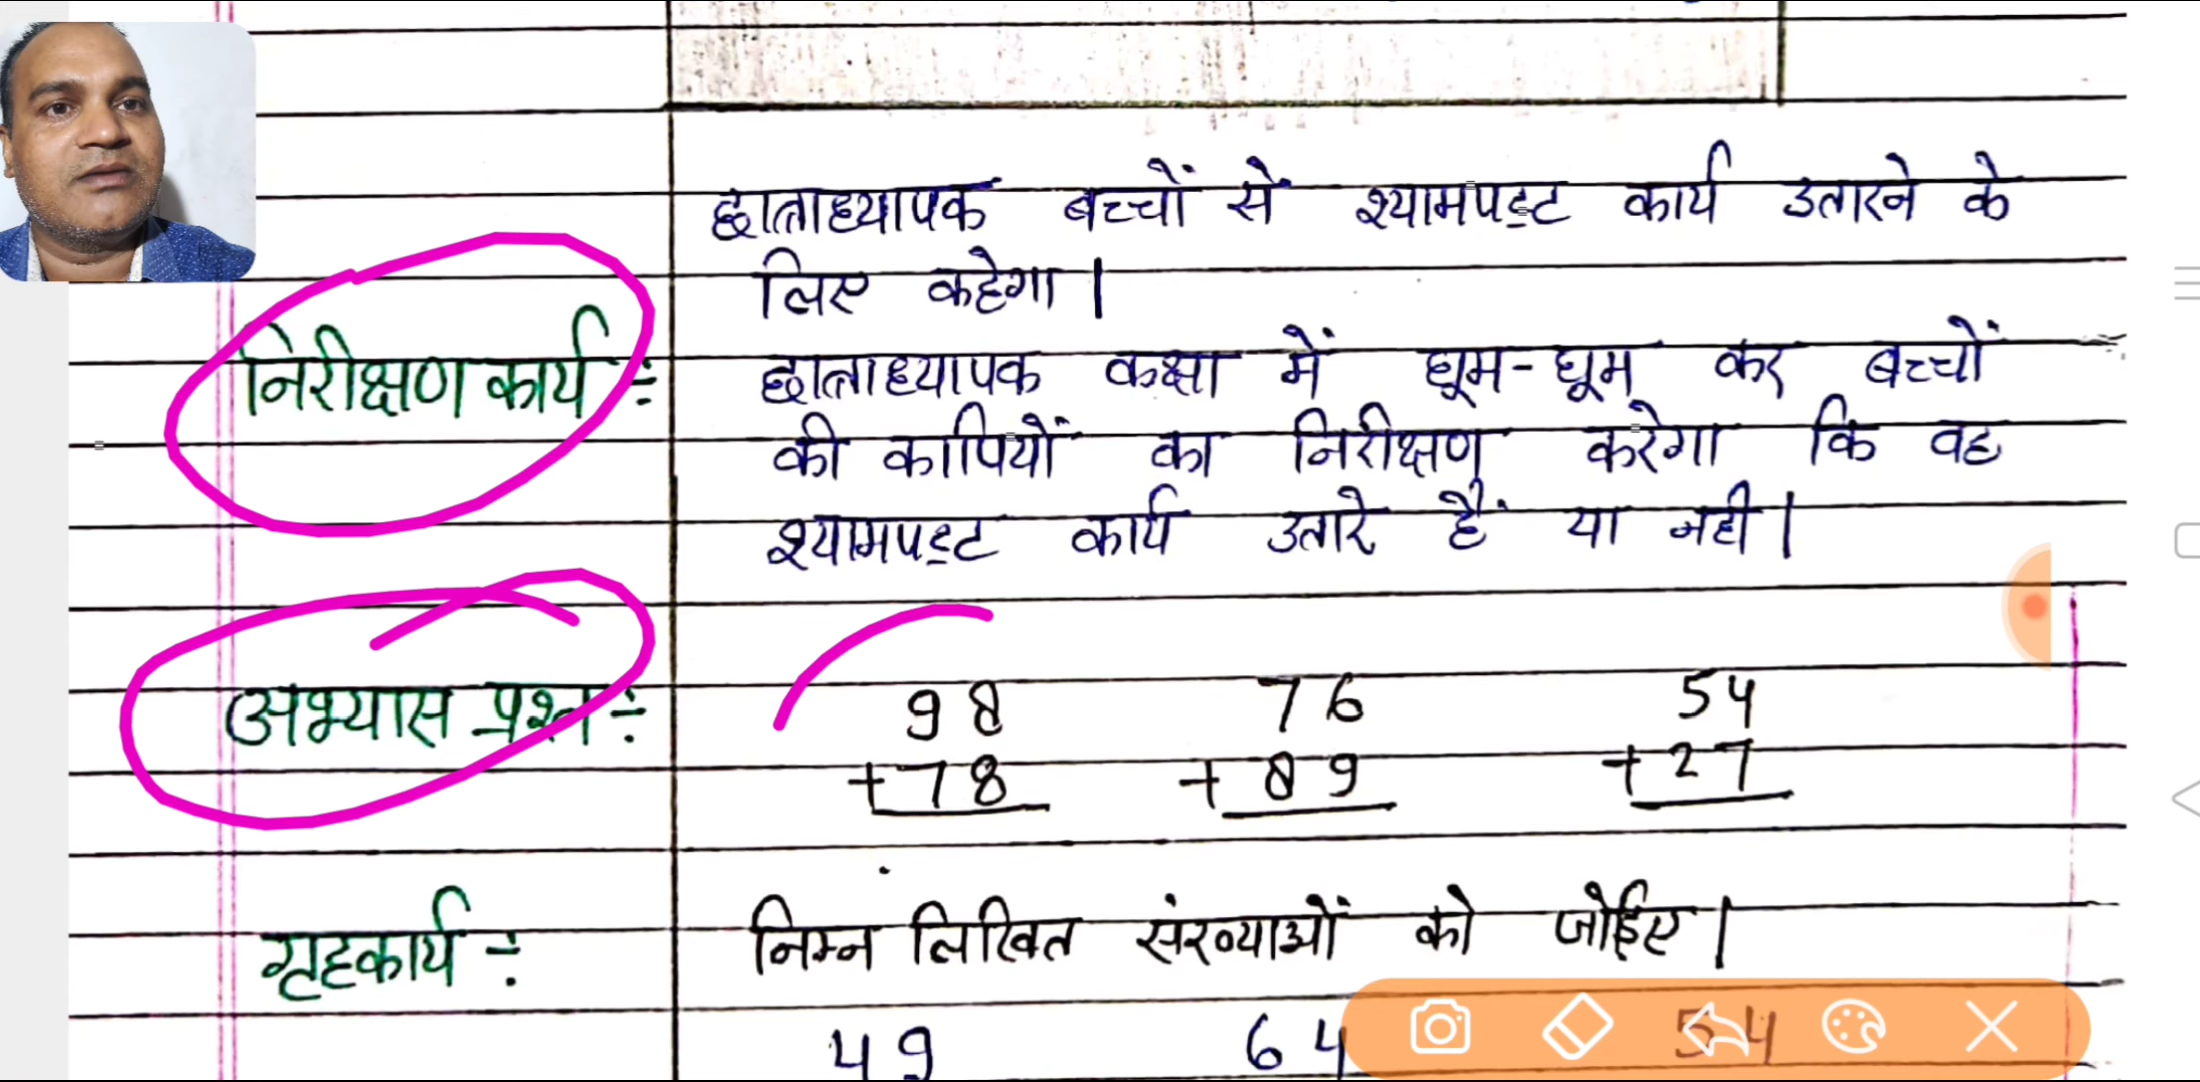 छात्राध्यापक बच्चों से श्यामपट्ट कार्य उतारने के
लिए कहेगा।
निरीक्षण कार्य ÷ छात्राध्यापक कक्षा में घूम-घूम कर बच्चों
की कापियों का निरीक्षण करेगा कि वह
श्यामपट्ट कार्य उतारे हैं या नही।
अभ्यास प्रश्न ÷ 98 76 54
+78 +89 +27
गृहकार्य ÷ निम्न लिखित संख्याओं को जोड़िए।
49 64 54